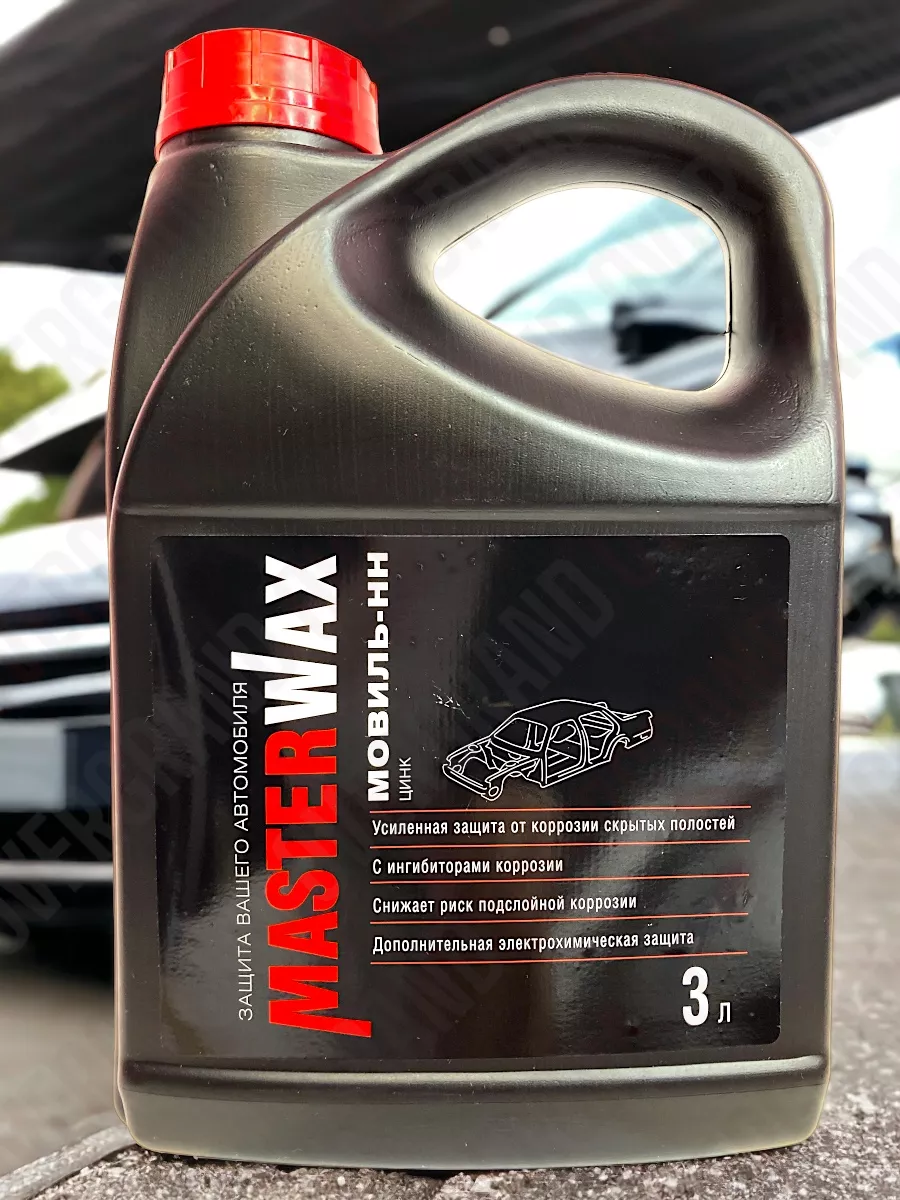 ЗАЩИТА ВАШЕГО АВТОМОБИЛЯ
MASTERWAX
МОВИЛЬ-НН
ЦИНК
Усиленная защита от коррозии скрытых полостей
С ингибиторами коррозии
Снижает риск подслойной коррозии
Дополнительная электрохимическая защита
3 л
OVERGRAND